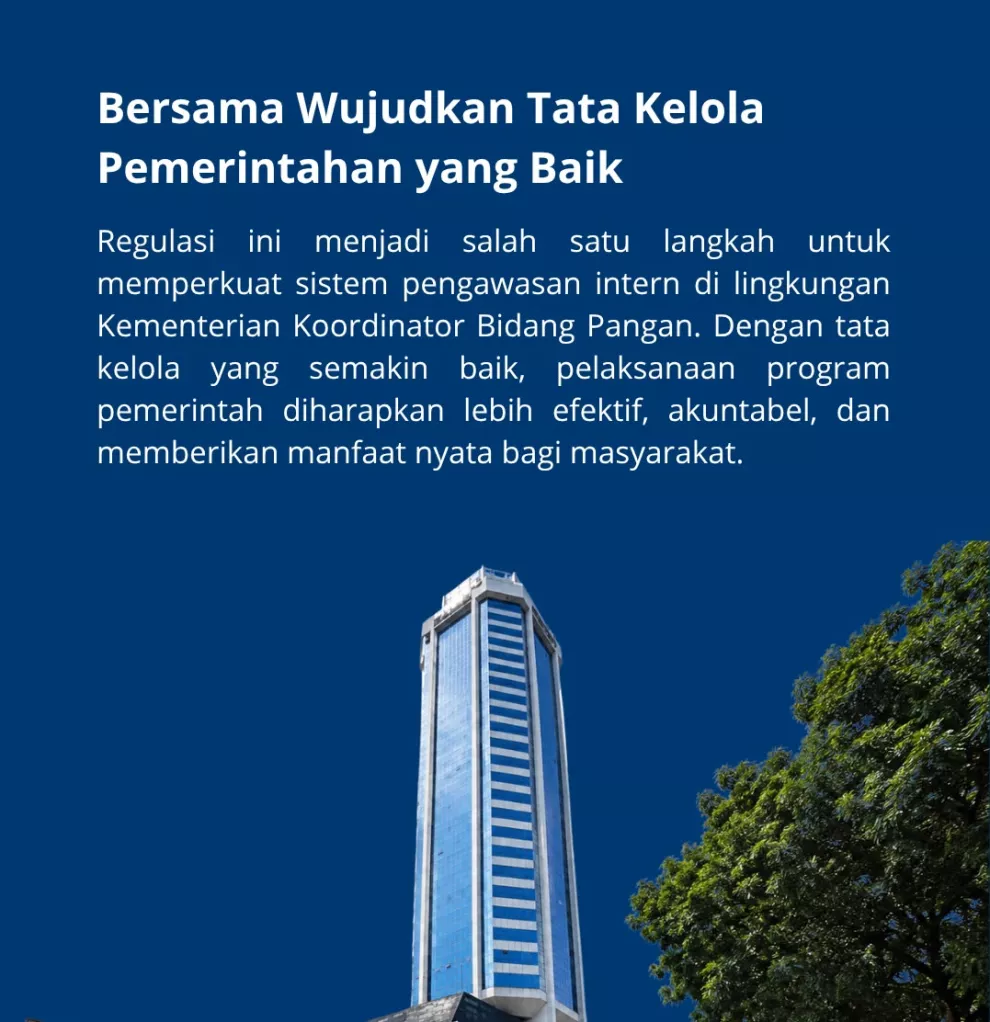 Bersama Wujudkan Tata Kelola
Pemerintahan yang Baik
Regulasi ini menjadi salah satu langkah untuk
memperkuat sistem pengawasan intern di lingkungan
Kementerian Koordinator Bidang Pangan. Dengan tata
kelola yang semakin baik, pelaksanaan program
pemerintah diharapkan lebih efektif, akuntabel, dan
memberikan manfaat nyata bagi masyarakat.